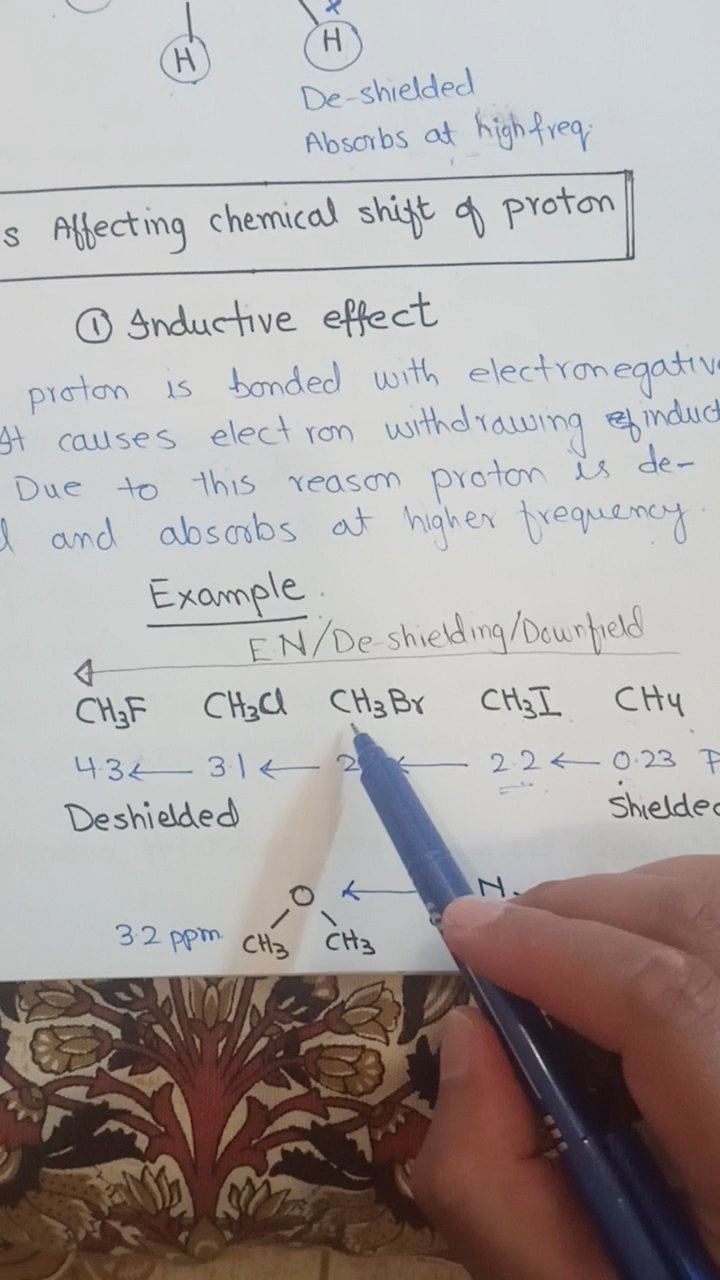 H H
De-shielded
Absorbs at high freq.
s Affecting chemical shift of proton
① Inductive effect
proton is bonded with electronegative
It causes electron withdrawing induct
Due to this reason proton is de-
d and absorbs at higher frequency.
Example
EN/De-shielding/Downfield
CH3F CH3Cl CH3Br CH3I CH4
4.3 ← 3.1 ← 2 ← 2.2 ← 0.23 P
Deshielded Shielded
O ← N
3.2 ppm CH3 CH3